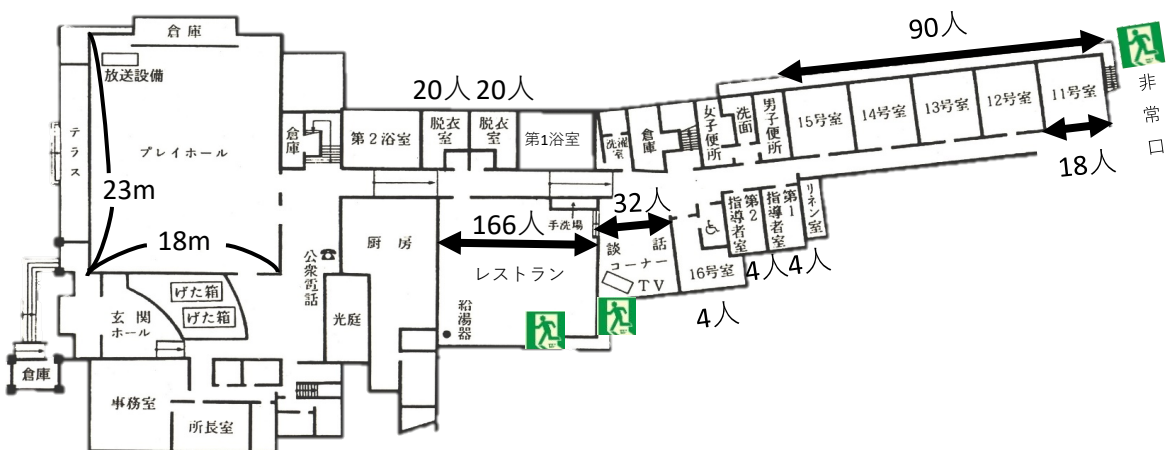 倉 庫
放送設備
テラス
プレイホール
23m
18m
倉庫
第2浴室
20人
20人
脱衣室
脱衣室
第1浴室
洗濯室
倉庫
女子便所
洗面
男子便所
90人
15号室
14号室
13号室
12号室
11号室
18人
非常口
公衆電話
厨 房
166人
レストラン
手洗場
給湯器
32人
談 話
コーナー
TV
16号室
4人
第2
指導者室
第1
指導者室
リネン室
4人
4人
光庭
げた箱
げた箱
玄 関
ホール
倉庫
事務室
所長室